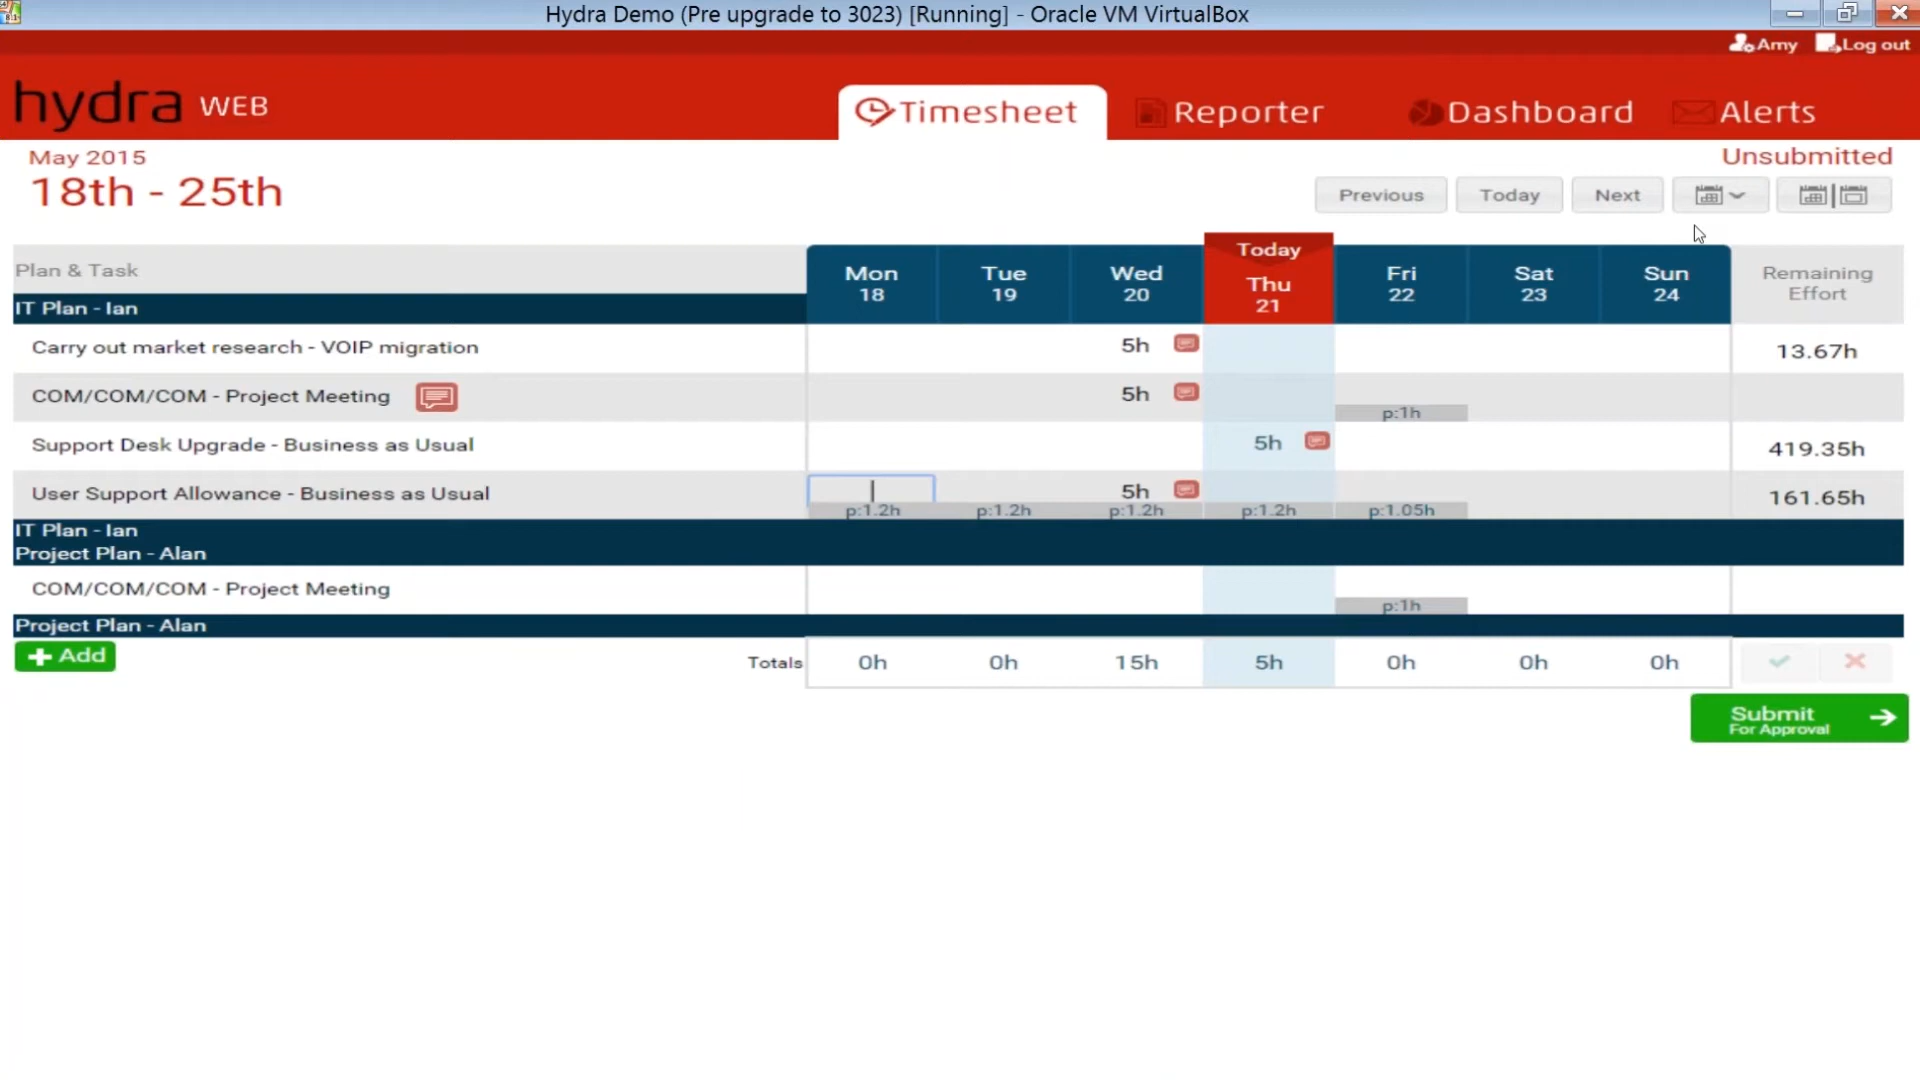 Hydra Demo (Pre upgrade to 3023) [Running] - Oracle VM VirtualBox
Amy Log out
hydra WEB Timesheet Reporter Dashboard Alerts
May 2015 Unsubmitted
18th - 25th Previous Today Next
Today
Plan & Task Mon Tue Wed Thu Fri Sat Sun Remaining
18 19 20 21 22 23 24 Effort
IT Plan - Ian
Carry out market research - VOIP migration 5h 13.67h
COM/COM/COM - Project Meeting 5h p:1h
Support Desk Upgrade - Business as Usual 5h 419.35h
User Support Allowance - Business as Usual 5h 161.65h
p:1.2h p:1.2h p:1.2h p:1.2h p:1.05h
IT Plan - Ian
Project Plan - Alan
COM/COM/COM - Project Meeting p:1h
Project Plan - Alan
Add Totals 0h 0h 15h 5h 0h 0h 0h
Submit
For Approval